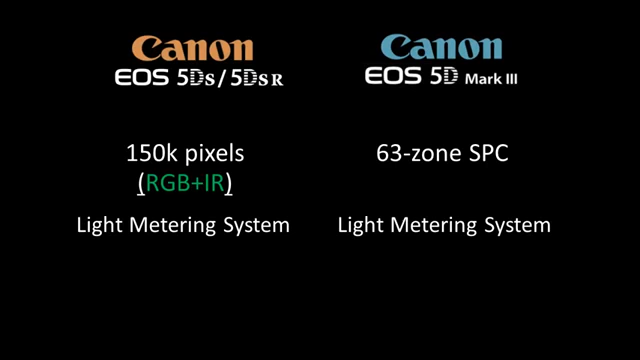 Canon
EOS 5Ds/5DsR
150k pixels
(RGB+IR)
Light Metering System
Canon
EOS 5D Mark III
63-zone SPC
Light Metering System